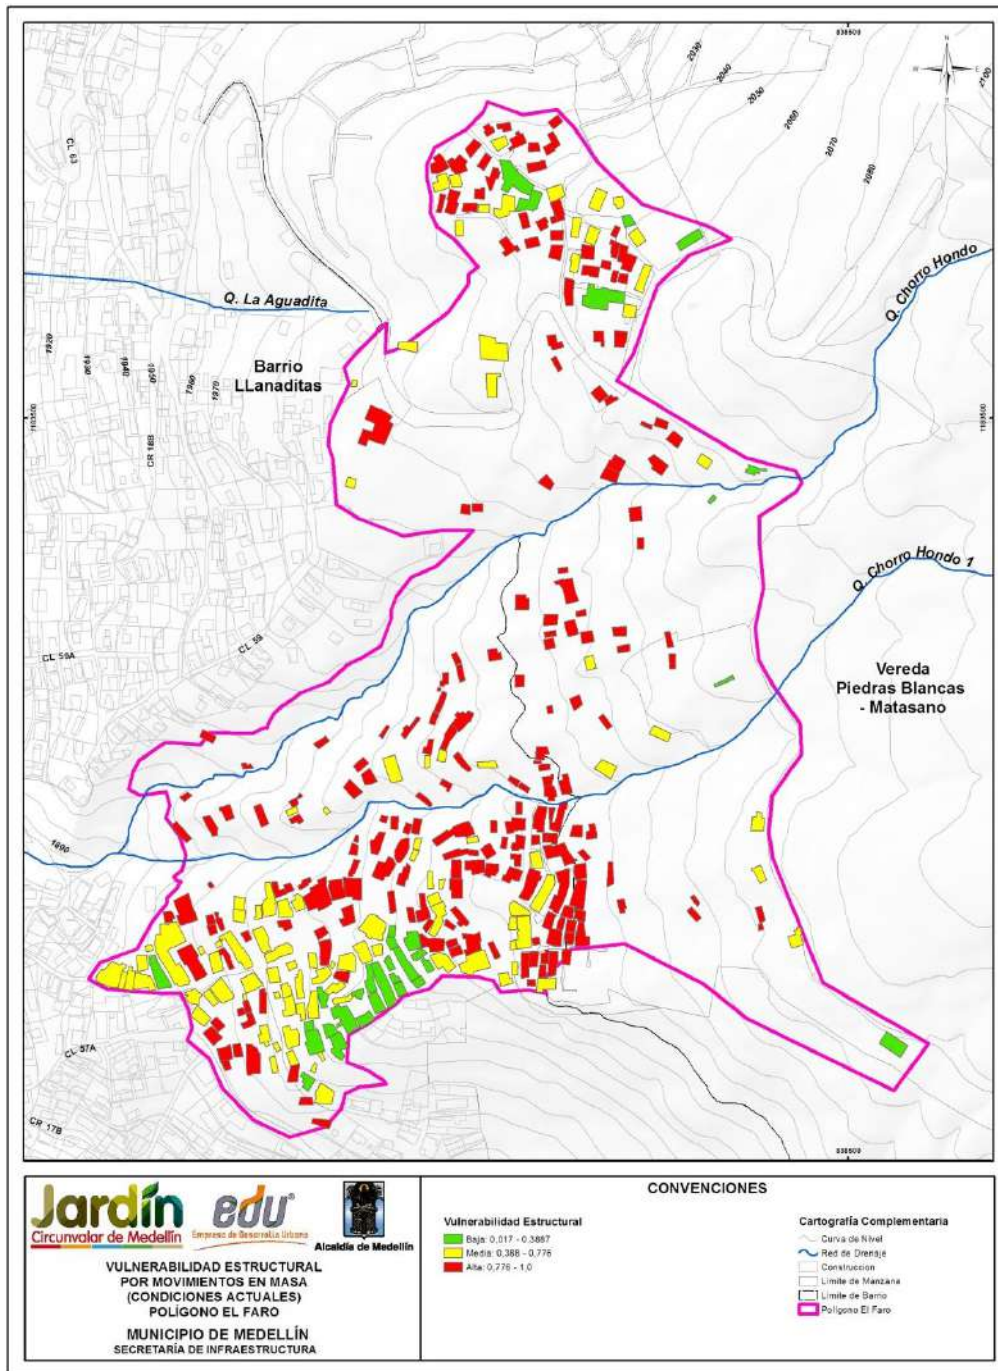 838500
2030
2040
2050
2060
2070
2080
2100
N
W
E
S
CL 63
Q. Chorro Hondo
Q. La Aguadita
Barrio
LLanaditas
1920
1930
1940
1950
1960
1970
CR 18B
1183500
1183500
Q. Chorro Hondo 1
CL 59
CL 59A
Vereda
Piedras Blancas
- Matasano
1890
CL 57A
CR 17B
838500
Jardín
Circunvalar de Medellín
edu
Empresa de Desarrollo Urbano
Alcaldía de Medellín
VULNERABILIDAD ESTRUCTURAL
POR MOVIMIENTOS EN MASA
(CONDICIONES ACTUALES)
POLÍGONO EL FARO
MUNICIPIO DE MEDELLÍN
SECRETARÍA DE INFRAESTRUCTURA
CONVENCIONES
Vulnerabilidad Estructural
Baja: 0,017 - 0,3887
Media: 0,388 - 0,776
Alta: 0,776 - 1,0
Cartografía Complementaria
Curva de Nivel
Red de Drenaje
Construccion
Limite de Manzana
Limite de Barrio
Polígono El Faro